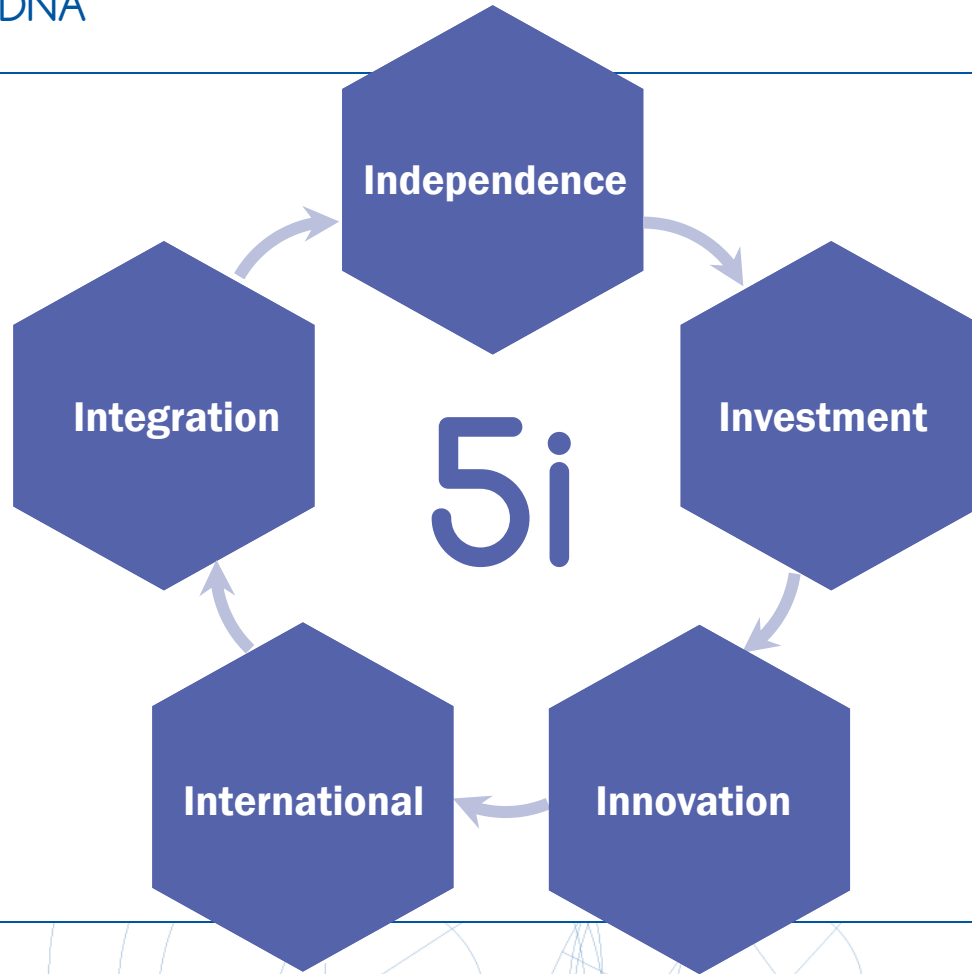 DNA
Independence
Investment
Innovation
International
Integration
5i